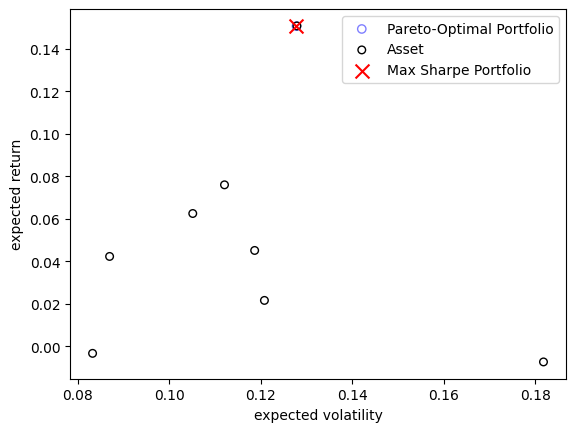 Pareto-Optimal Portfolio
Asset
Max Sharpe Portfolio
0.14
0.12
0.10
0.08
0.06
0.04
0.02
0.00
expected return
0.08
0.10
0.12
0.14
0.16
0.18
expected volatility